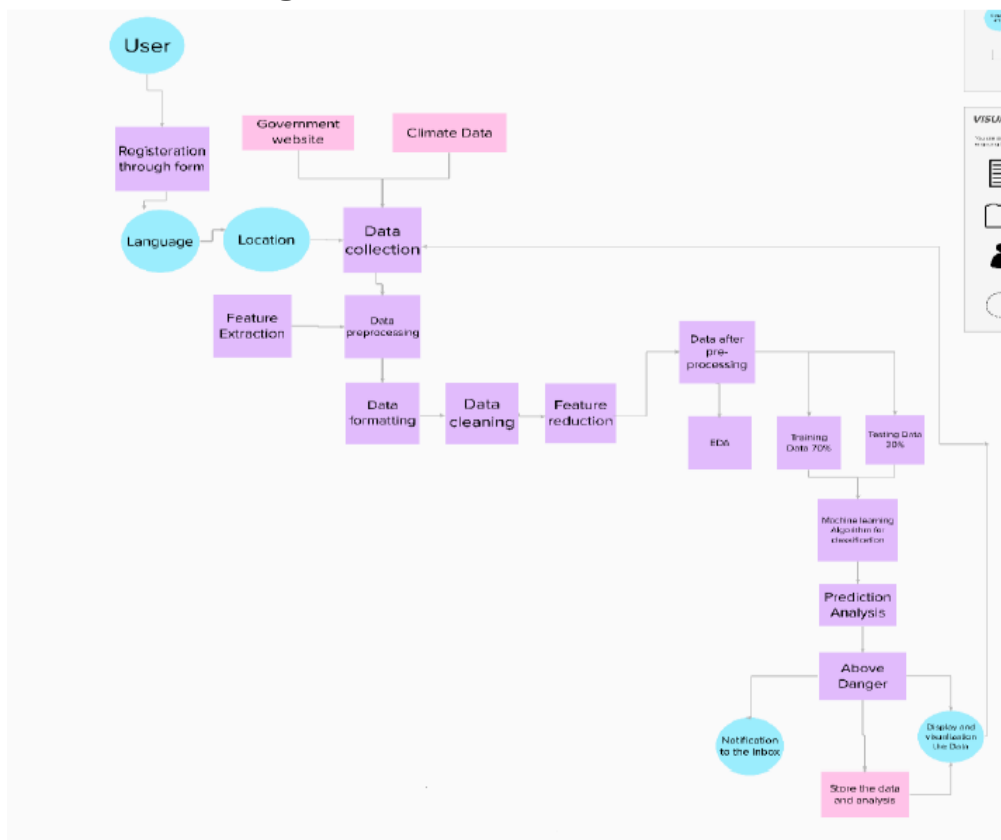 User
Government
website
Climate Data
Registeration
through form
Language
Location
Data
collection
Feature
Extraction
Data
preprocessing
Data
formatting
Data
cleaning
Feature
reduction
Data after
pre-
processing
EDA
Training
Data 70%
Testing Data
Machine learning
Algorithm for
classification
Prediction
Analysis
Above
Danger
Notification
to the Inbox
Display and
visualization
the Data
Store the data
and analysis
VISU